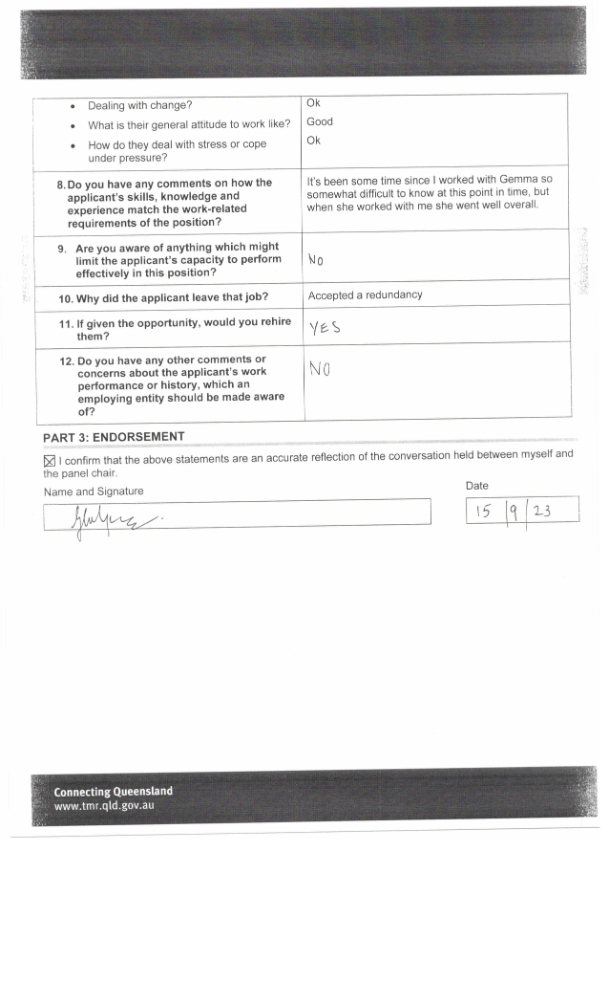 • Dealing with change? Ok
• What is their general attitude to work like? Good
• How do they deal with stress or cope Ok
under pressure?
8. Do you have any comments on how the
applicant's skills, knowledge and
experience match the work-related
requirements of the position?
It's been some time since I worked with Gemma so
somewhat difficult to know at this point in time, but
when she worked with me she went well overall.
9. Are you aware of anything which might
limit the applicant's capacity to perform
effectively in this position?
NO
10. Why did the applicant leave that job? Accepted a redundancy
11. If given the opportunity, would you rehire
them?
YES
12. Do you have any other comments or
concerns about the applicant's work
performance or history, which an
employing entity should be made aware
of?
NO
PART 3: ENDORSEMENT
☒ I confirm that the above statements are an accurate reflection of the conversation held between myself and
the panel chair.
Name and Signature Date
15/9/23
Connecting Queensland
www.tmr.qld.gov.au